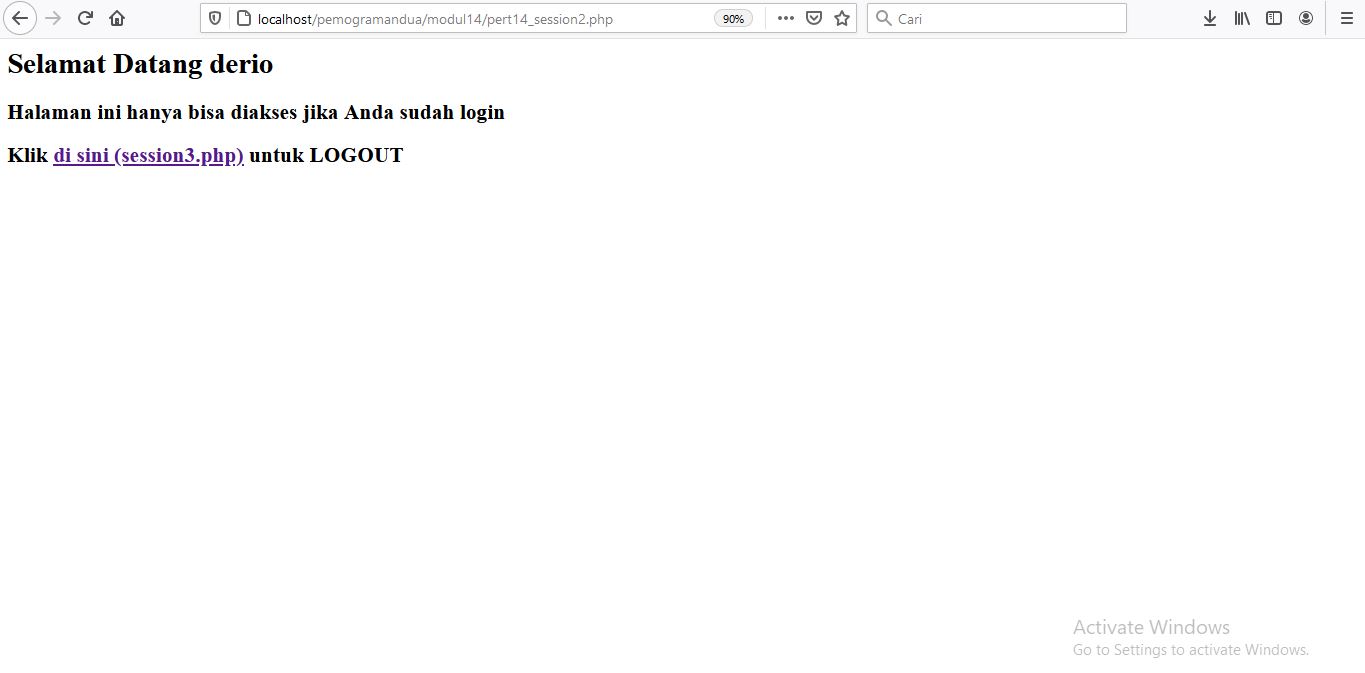 localhost/pemogramandua/modul14/pert14_session2.php
90%
Cari
Selamat Datang derio
Halaman ini hanya bisa diakses jika Anda sudah login
Klik di sini (session3.php) untuk LOGOUT
Activate Windows
Go to Settings to activate Windows.